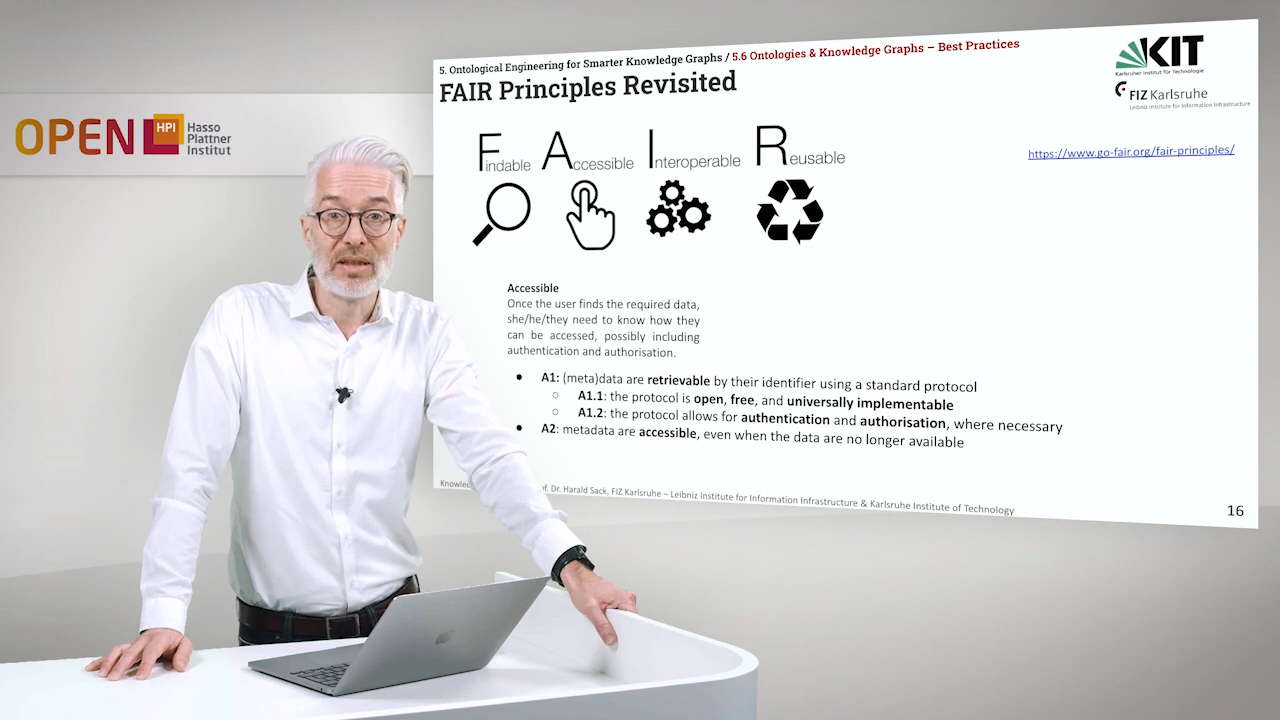 OPEN HPI Hasso
Plattner
Institut
5. Ontological Engineering for Smarter Knowledge Graphs / 5.6 Ontologies & Knowledge Graphs – Best Practices
FAIR Principles Revisited
KIT
Karlsruher Institut für Technologie
FIZ Karlsruhe
Leibniz Institute for Information Infrastructure
Findable Accessible Interoperable Reusable
https://www.go-fair.org/fair-principles/
Accessible
Once the user finds the required data,
she/he/they need to know how they
can be accessed, possibly including
authentication and authorisation.
• A1: (meta)data are retrievable by their identifier using a standard protocol
○ A1.1: the protocol is open, free, and universally implementable
○ A1.2: the protocol allows for authentication and authorisation, where necessary
• A2: metadata are accessible, even when the data are no longer available
Dr. Harald Sack, FIZ Karlsruhe – Leibniz Institute for Information Infrastructure & Karlsruhe Institute of Technology
16